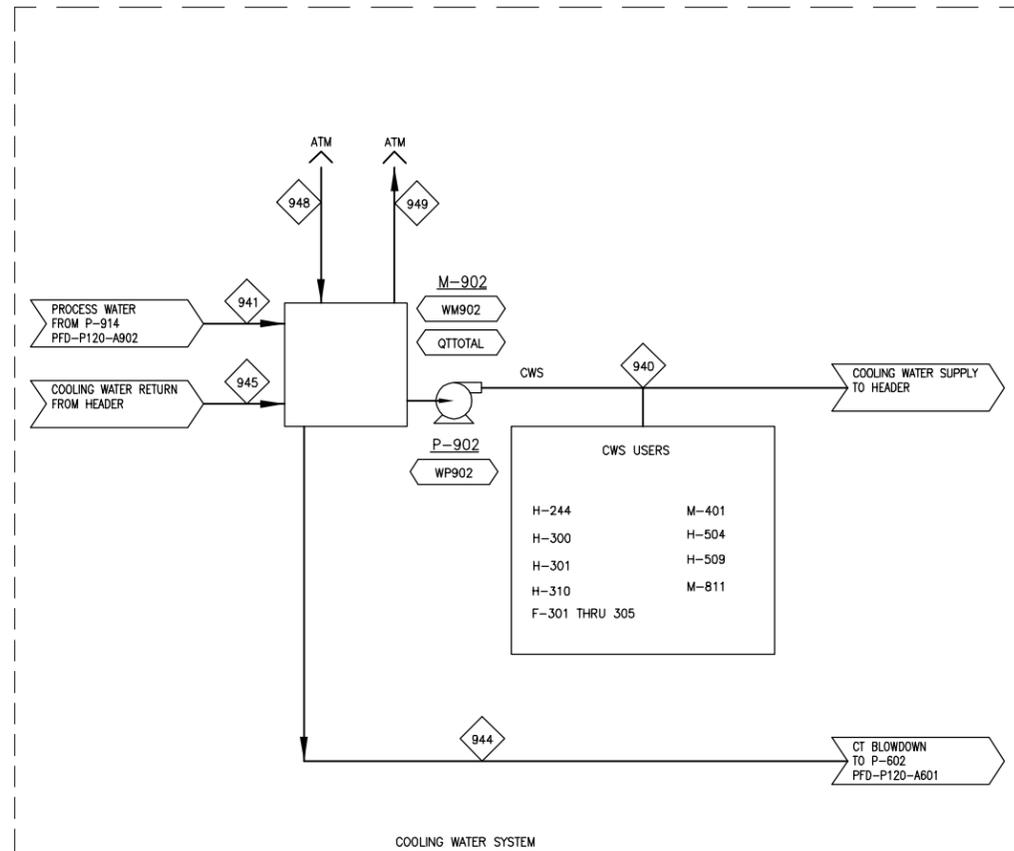 ATM
ATM
948
949
M-902
WM902
QTTOTAL
PROCESS WATER
FROM P-914
PFD-P120-A902
941
COOLING WATER RETURN
FROM HEADER
945
CWS
940
COOLING WATER SUPPLY
TO HEADER
P-902
WP902
CWS USERS
H-244
H-300
H-301
H-310
F-301 THRU 305
M-401
H-504
H-509
M-811
944
CT BLOWDOWN
TO P-602
PFD-P120-A601
COOLING WATER SYSTEM